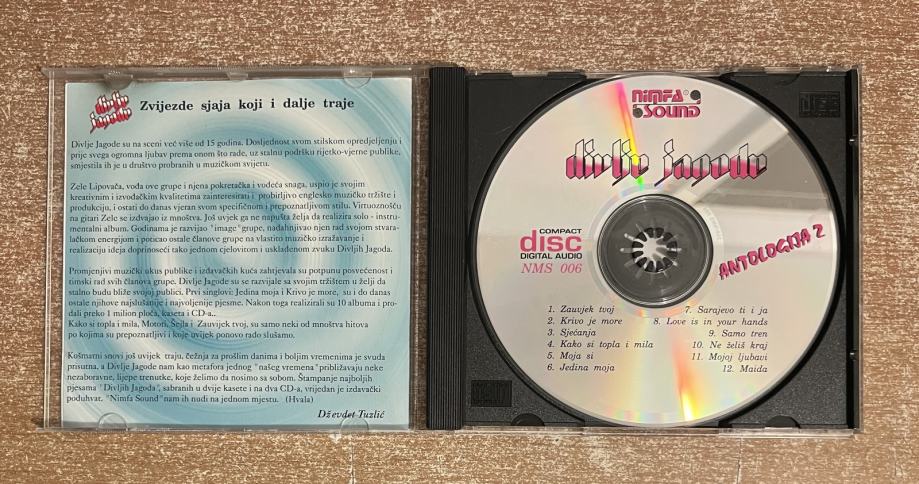 divlje
jagode
Zvijezde sjaja koji i dalje traje
Divlje Jagode su na sceni već više od 15 godina. Dosljednost svom stilskom opredjeljenju i
prije svega ogromna ljubav prema onom što rade, uz stalnu podršku rijetko-vjerne publike,
smjestila ih je u društvo probranih u muzičkom svijetu.
Zele Lipovača, vođa ove grupe i njena pokretačka i vodeća snaga, uspio je svojim
kreativnim i izvođačkim kvalitetima zainteresirati i probirljivo englesko muzičko tržište i
produkciju, i ostati do danas vjeran svom specifičnom i prepoznatljivom stilu. Virtuoznošću
na gitari Zele se izdvajao iz mnoštva. Još uvjek ga ne napušta želja da realizira solo - instru-
mentalni album. Godinama je razvijao "image"grupe, nadahnjivao njen rad svojom stvara-
lačkom energijom i poticao ostale članove grupe na vlastito muzičko izražavanje i
realizaciju ideja doprinoseći tako jednom cjelovitom i usklađenom zvuku Divljih Jagoda.
Promjenjivi muzički ukus publike i izdavačkih kuća zahtjevala su potpunu posvećenost i
timski rad svih članova grupe. Divlje Jagode su se razvijale sa svojim tržištem u želji da
stalno budu bliže svojoj publici. Prvi singlovi: Jedina moja i Krivo je more, su i do danas
ostale njihove najslušanije i najvoljenije pjesme. Nakon toga realizirali su 10 albuma i pro-
dali preko 1 milion ploča, kaseta i CD-a..
Kako si topla i mila, Motori, Šejla i Zauvijek tvoj, su samo neki od mnoštva hitova
po kojima su prepoznatljivi i koje uvijek ponovo rado slušamo.
Košmarni snovi još uvijek traju, čežnja za prošlim danima i boljim vremenima je svuda
prisutna, a Divlje Jagode nam kao metafora jednog "našeg vremena"približavaju neke
nezaboravne, lijepe trenutke, koje želimo da nosimo sa sobom. Štampanje najboljih
pjesama "Divljih Jagoda", sabranih u dvije kasete i na dva CD-a, vrijedan je izdavački
poduhvat. "Nimfa Sound"nam ih nudi na jednom mjestu. (Hvala)
Dževdet Tuzlić
NIMFA
SOUND
divlje jagode
COMPACT
disc
DIGITAL AUDIO
NMS 006
ANTOLOGIJA 2
1. Zauvjek tvoj
2. Krivo je more
3. Sjećanja
4. Kako si topla i mila
5. Moja si
6. Jedina moja
7. Sarajevo ti i ja
8. Love is in your hands
9. Samo tren
10. Ne želiš kraj
11. Mojoj ljubavi
12. Maida